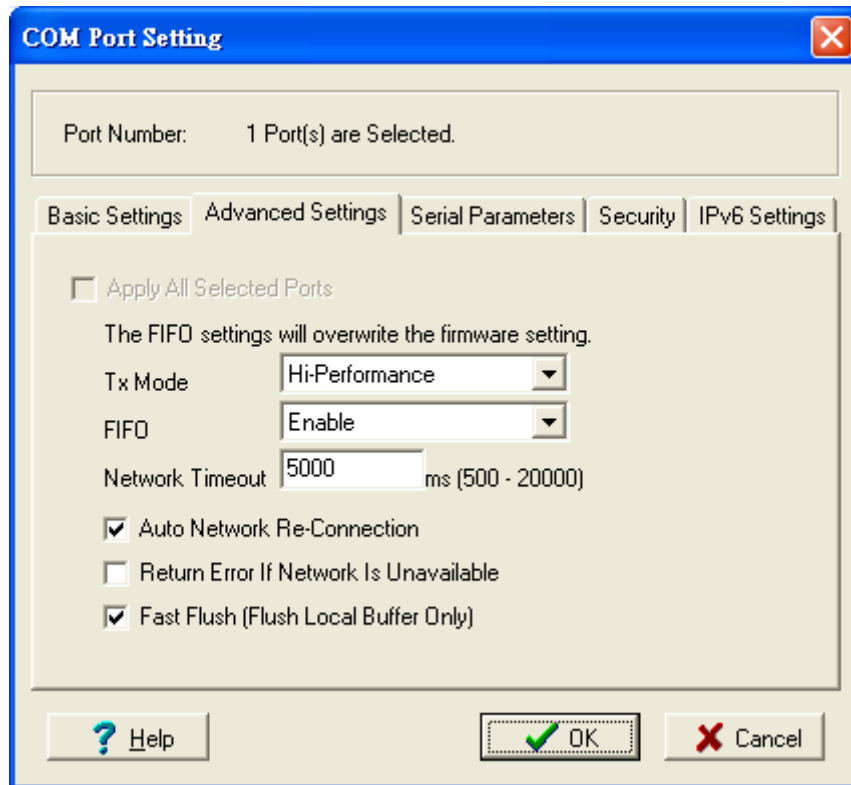 COM Port Setting
Port Number: 1 Port(s) are Selected.
Basic Settings Advanced Settings Serial Parameters Security IPv6 Settings
Apply All Selected Ports
The FIFO settings will overwrite the firmware setting.
Tx Mode Hi-Performance
FIFO Enable
Network Timeout 5000 ms (500 - 20000)
Auto Network Re-Connection
Return Error If Network Is Unavailable
Fast Flush (Flush Local Buffer Only)
? Help OK Cancel